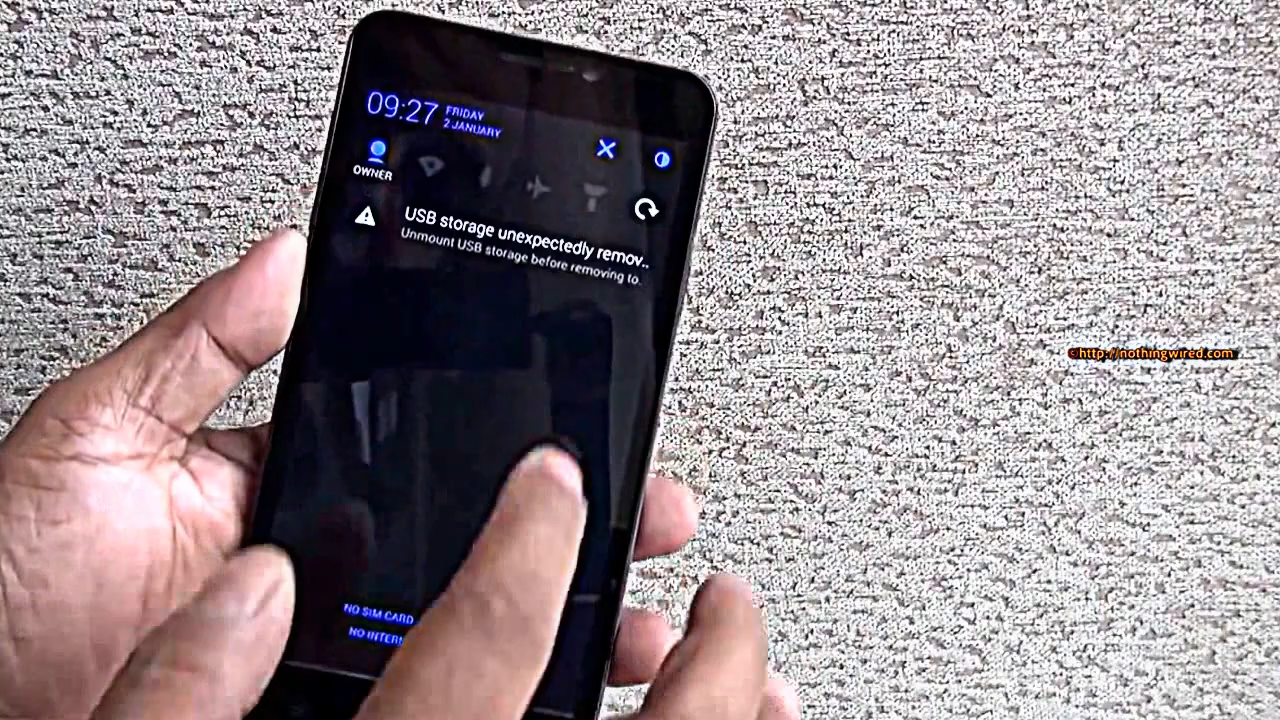 09:27 FRIDAY
2 JANUARY
OWNER
USB storage unexpectedly remov..
Unmount USB storage before removing to.
NO SIM CARD
NO
©http://nothingwired.com